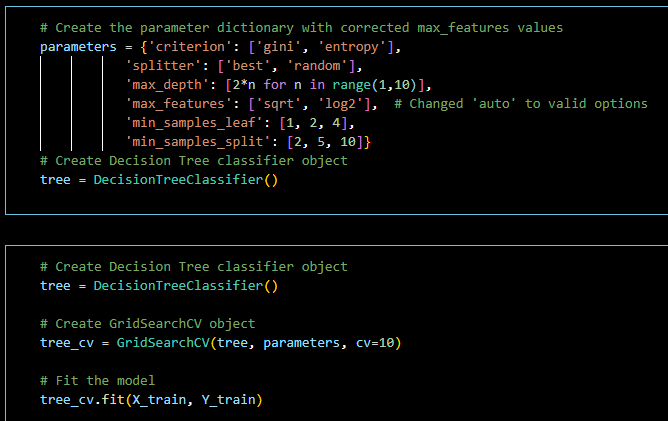 # Create the parameter dictionary with corrected max_features values
parameters = {'criterion': ['gini', 'entropy'],
'splitter': ['best', 'random'],
'max_depth': [2*n for n in range(1,10)],
'max_features': ['sqrt', 'log2'],  # Changed 'auto' to valid options
'min_samples_leaf': [1, 2, 4],
'min_samples_split': [2, 5, 10]}
# Create Decision Tree classifier object
tree = DecisionTreeClassifier()
# Create Decision Tree classifier object
tree = DecisionTreeClassifier()
# Create GridSearchCV object
tree_cv = GridSearchCV(tree, parameters, cv=10)
# Fit the model
tree_cv.fit(X_train, Y_train)